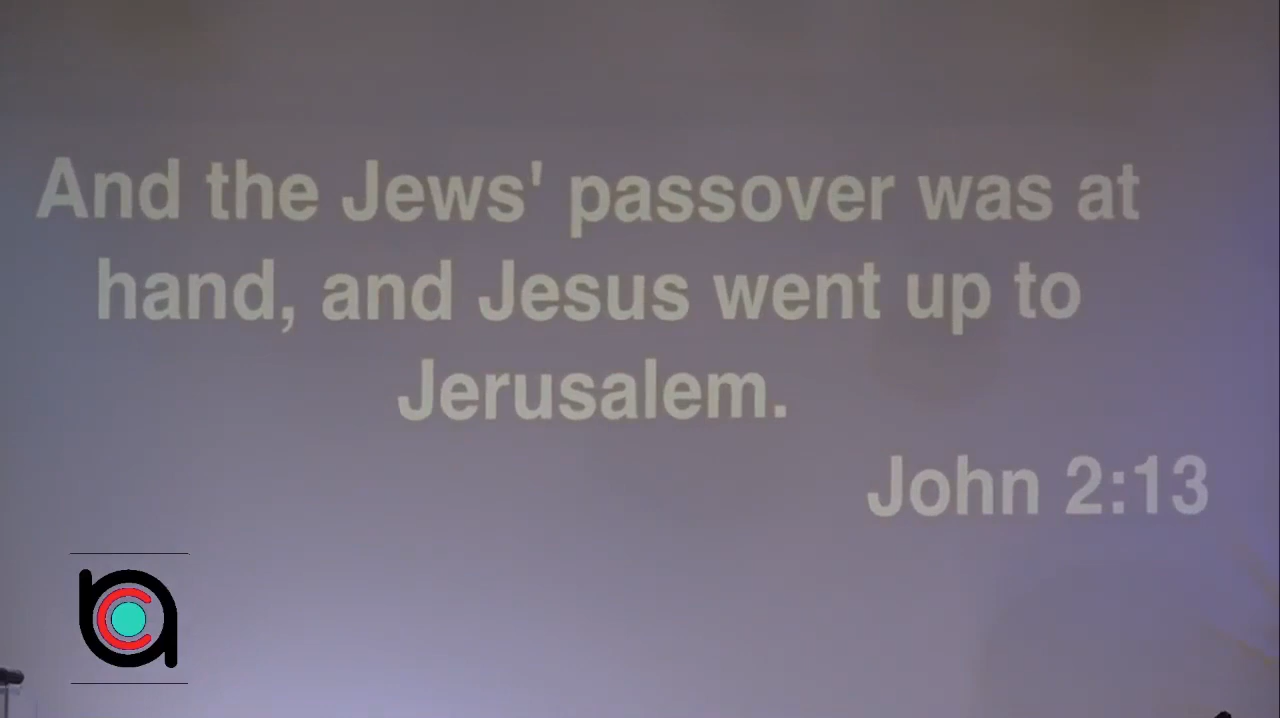 And the Jews' passover was at
hand, and Jesus went up to
Jerusalem.
John 2:13